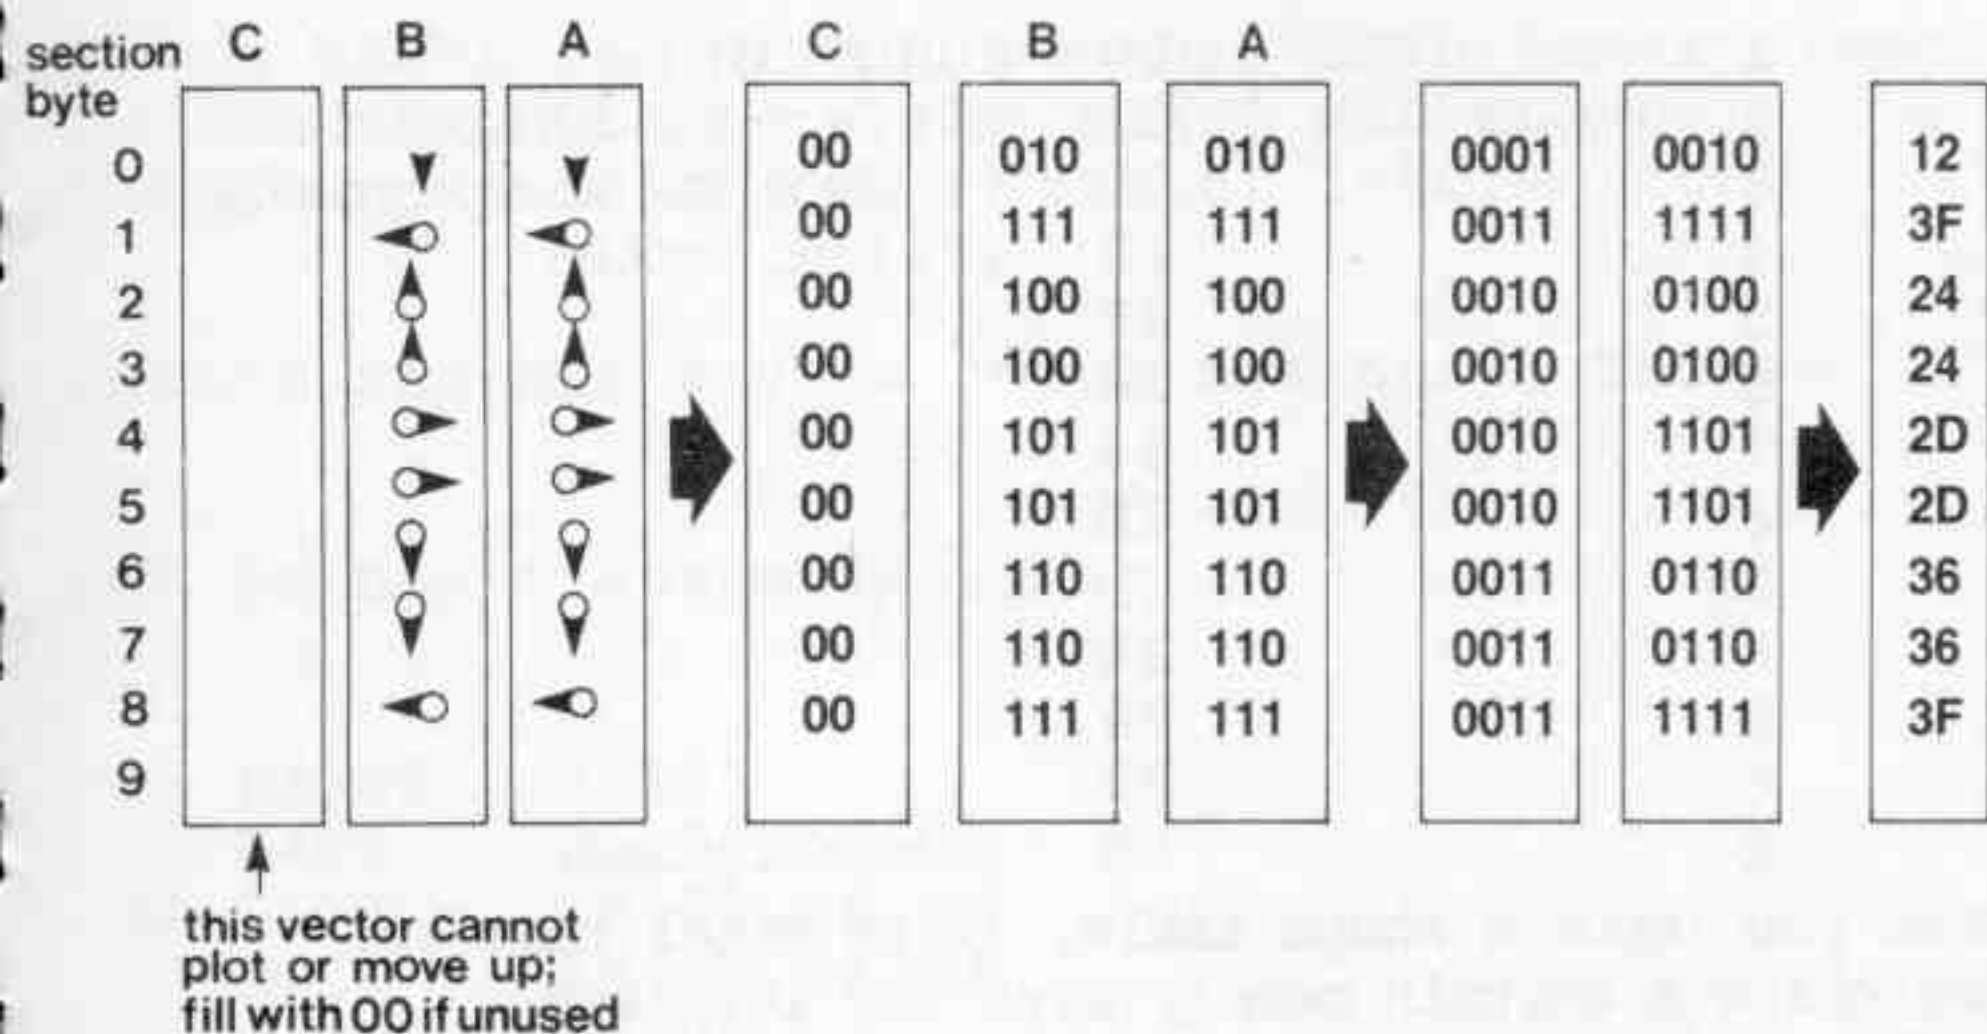 section C B A C B A
byte
0 00 010 010 0001 0010 12
1 00 111 111 0011 1111 3F
2 00 100 100 0010 0100 24
3 00 100 100 0010 0100 24
4 00 101 101 0010 1101 2D
5 00 101 101 0010 1101 2D
6 00 110 110 0011 0110 36
7 00 110 110 0011 0110 36
8 00 111 111 0011 1111 3F
9
this vector cannot
plot or move up;
fill with 00 if unused